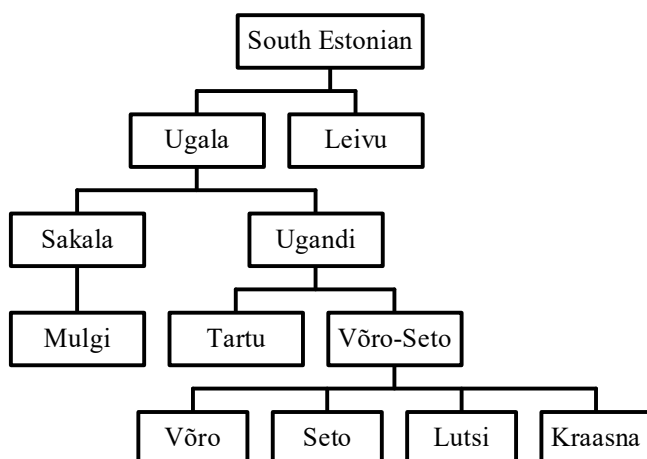 South Estonian
Ugala
Leivu
Sakala
Ugandi
Mulgi
Tartu
Võro-Seto
Võro
Seto
Lutsi
Kraasna